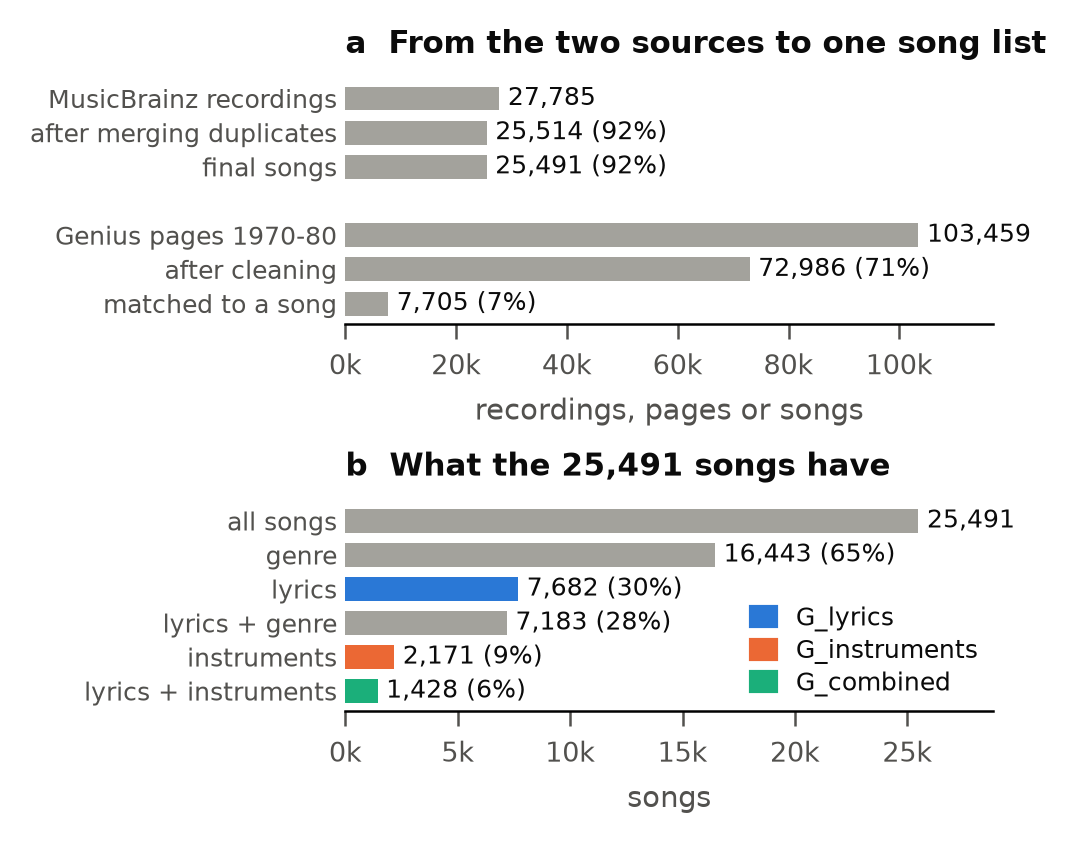 a From the two sources to one song list
MusicBrainz recordings 27,785
after merging duplicates 25,514 (92%)
final songs 25,491 (92%)
Genius pages 1970-80 103,459
after cleaning 72,986 (71%)
matched to a song 7,705 (7%)
0k 20k 40k 60k 80k 100k
recordings, pages or songs
b What the 25,491 songs have
all songs 25,491
genre 16,443 (65%)
lyrics 7,682 (30%)
lyrics + genre 7,183 (28%)
instruments 2,171 (9%)
lyrics + instruments 1,428 (6%)
G_lyrics
G_instruments
G_combined
0k 5k 10k 15k 20k 25k
songs